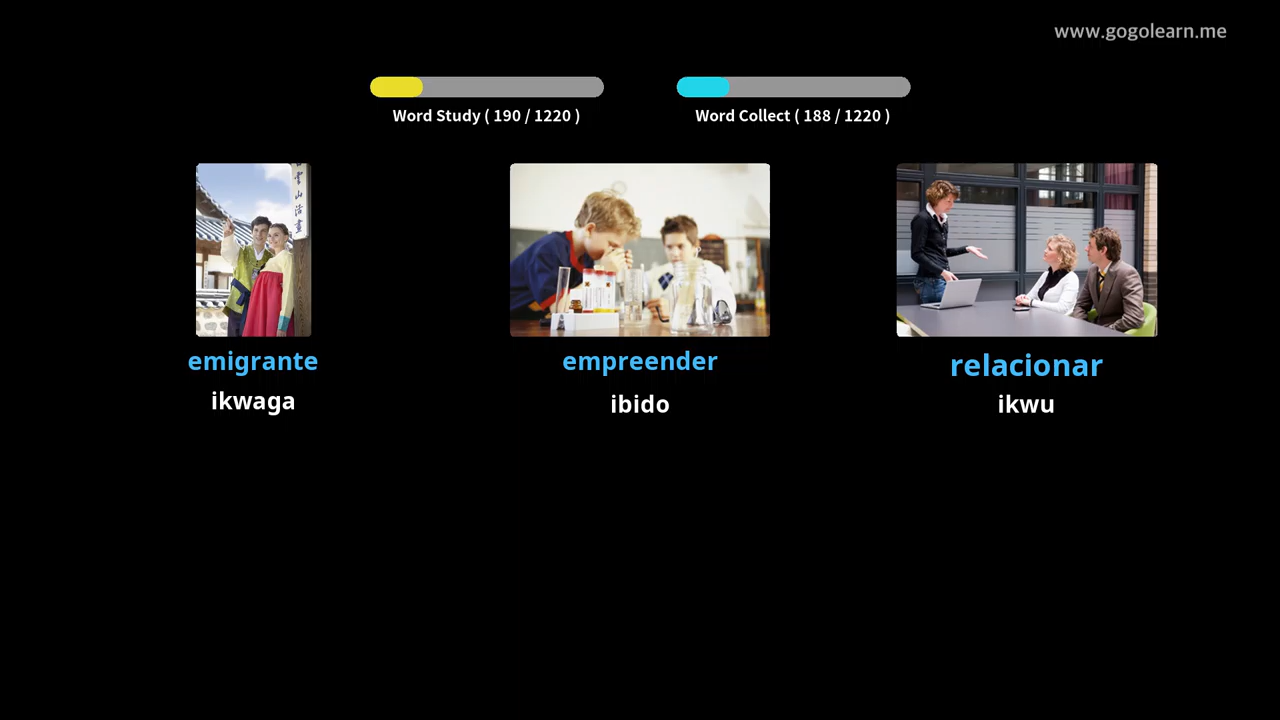 www.gogolearn.me
Word Study ( 190 / 1220 )
Word Collect ( 188 / 1220 )
emigrante
ikwaga
empreender
ibido
relacionar
ikwu